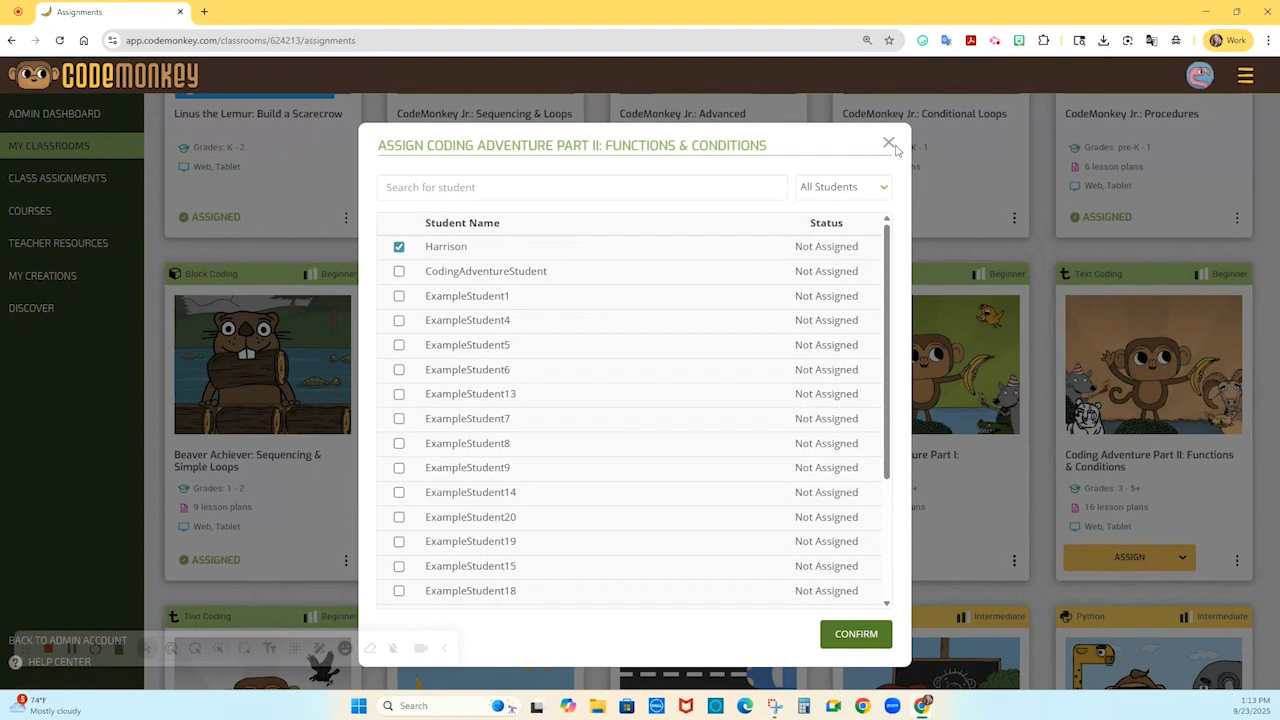 Assignments
app.codemonkey.com/classrooms/624213/assignments
Work
CODEMONKEY
ADMIN DASHBOARD
MY CLASSROOMS
CLASS ASSIGNMENTS
COURSES
TEACHER RESOURCES
MY CREATIONS
DISCOVER
BACK TO ADMIN ACCOUNT
HELP CENTER
Linus the Lemur: Build a Scarecrow
Grades: K - 2
Web, Tablet
ASSIGNED
CodeMonkey Jr.: Sequencing & Loops
CodeMonkey Jr.: Advanced
CodeMonkey Jr.: Conditional Loops
K - 1
CodeMonkey Jr.: Procedures
Grades: pre-K - 1
6 lesson plans
Web, Tablet
ASSIGNED
ASSIGN CODING ADVENTURE PART II: FUNCTIONS & CONDITIONS
Search for student
All Students
Student Name Status
Harrison Not Assigned
CodingAdventureStudent Not Assigned
ExampleStudent1 Not Assigned
ExampleStudent4 Not Assigned
ExampleStudent5 Not Assigned
ExampleStudent6 Not Assigned
ExampleStudent13 Not Assigned
ExampleStudent7 Not Assigned
ExampleStudent8 Not Assigned
ExampleStudent9 Not Assigned
ExampleStudent14 Not Assigned
ExampleStudent20 Not Assigned
ExampleStudent19 Not Assigned
ExampleStudent15 Not Assigned
ExampleStudent18 Not Assigned
CONFIRM
Block Coding Beginner
Beaver Achiever: Sequencing &
Simple Loops
Grades: 1 - 2
9 lesson plans
Web, Tablet
ASSIGNED
Beginner
Part I:
5+
Text Coding Beginner
Coding Adventure Part II: Functions
& Conditions
Grades: 3 - 5+
16 lesson plans
Web, Tablet
ASSIGN
Text Coding Beginner
Intermediate
Python Intermediate
Tт
5
74°F
Mostly cloudy
Search
DELL
zoom
1:13 PM
9/23/2025